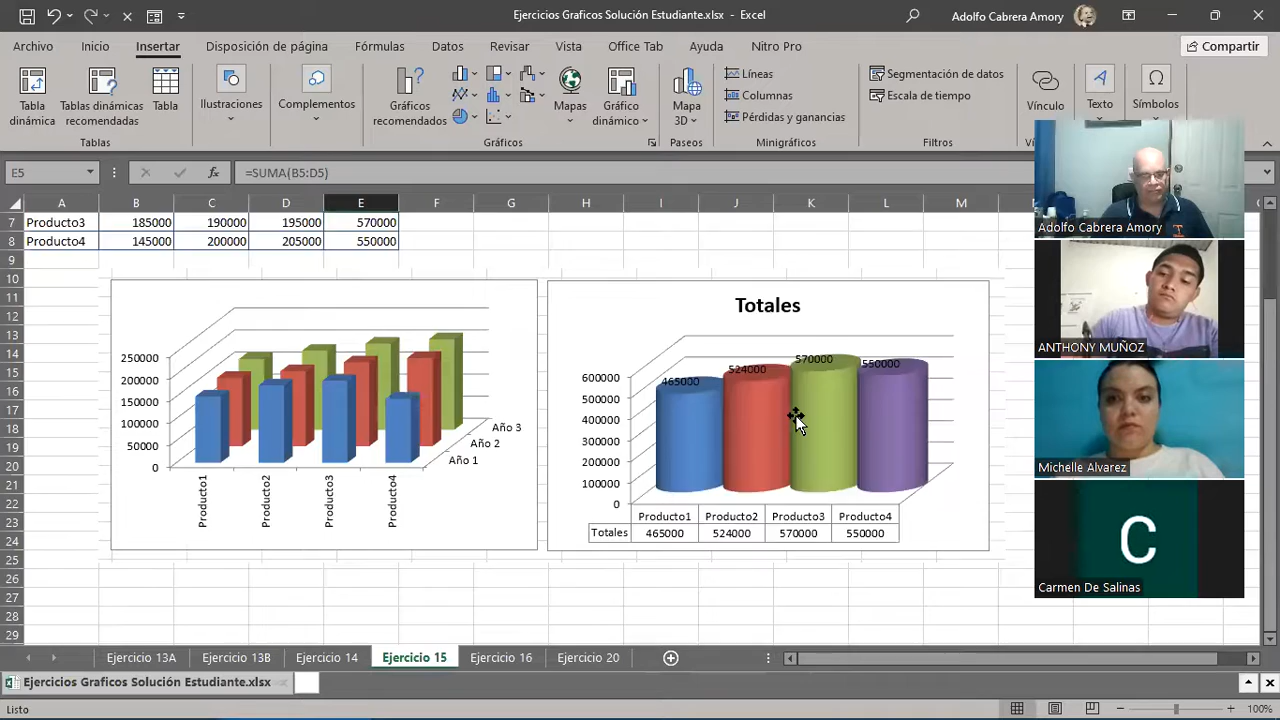 Ejercicios Graficos Solución Estudiante.xlsx - Excel
Adolfo Cabrera Amory
Archivo Inicio Insertar Disposición de página Fórmulas Datos Revisar Vista Office Tab Ayuda Nitro Pro
Compartir
Tabla dinámica
Tablas dinámicas recomendadas
Tabla
Tablas
Ilustraciones
Complementos
Gráficos recomendados
Mapas
Gráfico dinámico
Gráficos
Mapa 3D
Paseos
Líneas
Columnas
Pérdidas y ganancias
Minigráficos
Segmentación de datos
Escala de tiempo
Filtros
Vínculo
Texto
Símbolos
E5 fx =SUMA(B5:D5)
A B C D E F G H I J K L M
7 Producto3 185000 190000 195000 570000
8 Producto4 145000 200000 205000 550000
9
10
11
12
13
14
15
16
17
18
19
20
21
22
23
24
25
26
27
28
29
250000
200000
150000
100000
50000
0
Año 3
Año 2
Año 1
Producto1
Producto2
Producto3
Producto4
Totales
600000
500000
400000
300000
200000
100000
0
465000 524000 570000 550000
Producto1 Producto2 Producto3 Producto4
Totales 465000 524000 570000 550000
Adolfo Cabrera Amory
ANTHONY MUÑOZ
Michelle Alvarez
C
Carmen De Salinas
Ejercicio 13A Ejercicio 13B Ejercicio 14 Ejercicio 15 Ejercicio 16 Ejercicio 20
Ejercicios Graficos Solución Estudiante.xlsx
Listo
100%